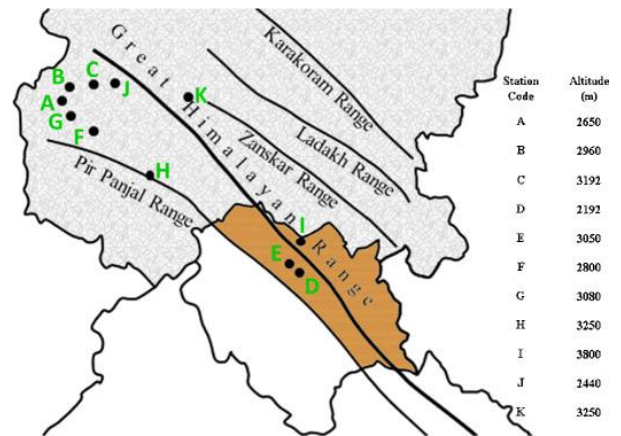 Great Himalayan Range
Karakoram Range
Ladakh Range
Zanskar Range
Pir Panjal Range
B
C
J
K
A
G
F
H
I
E
D
Station Code Altitude (m)
A 2650
B 2960
C 3192
D 2192
E 3050
F 2800
G 3080
H 3250
I 3800
J 2440
K 3250